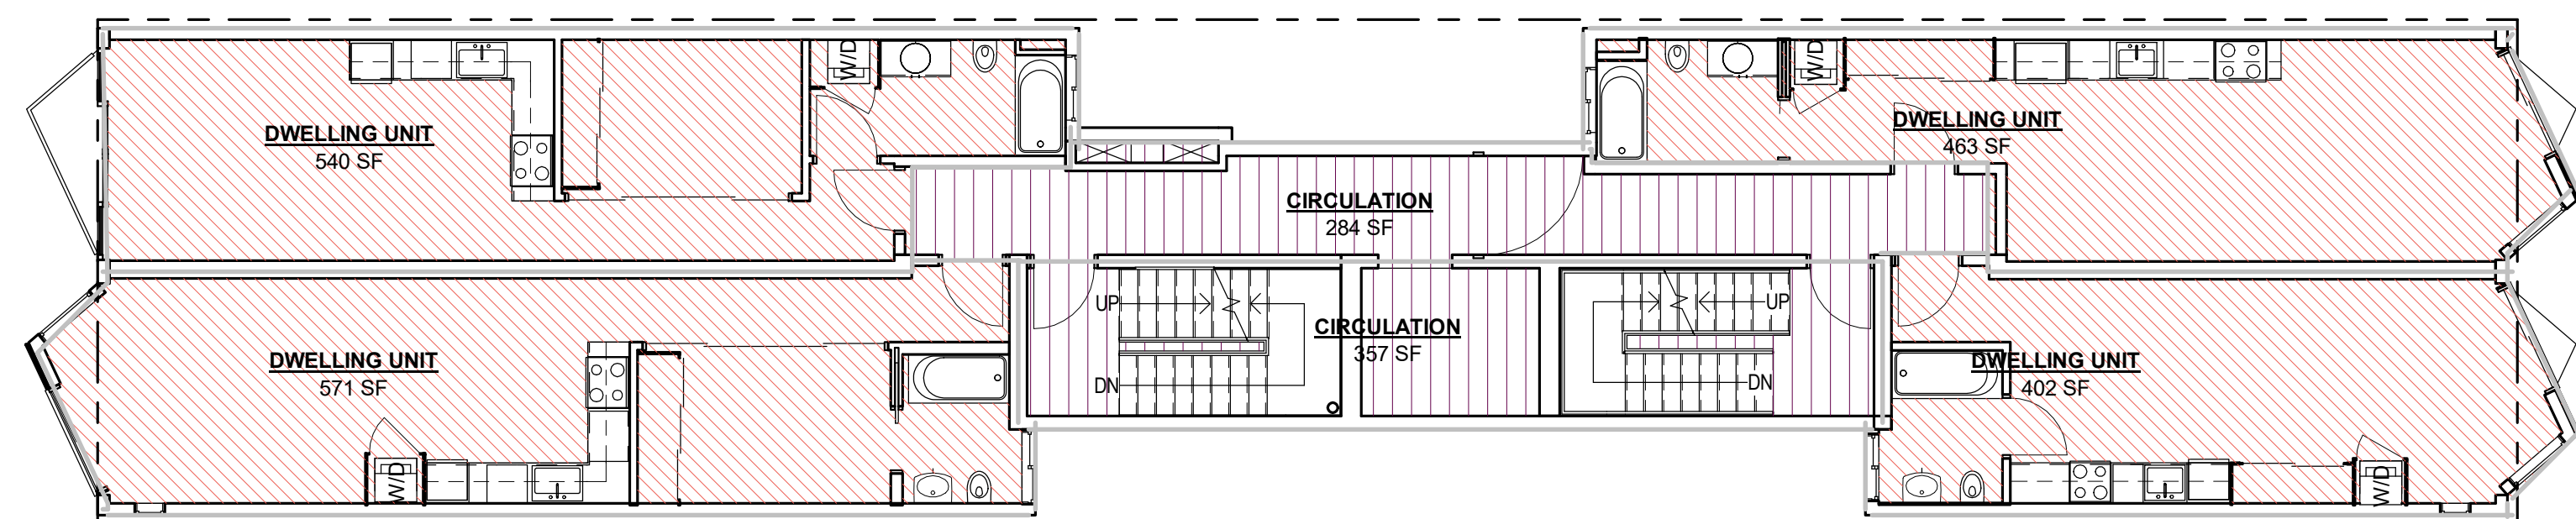 W/D
W/D
DWELLING UNIT
540 SF
DWELLING UNIT
463 SF
CIRCULATION
284 SF
UP
UP
CIRCULATION
357 SF
DWELLING UNIT
571 SF
DWELLING UNIT
402 SF
DN
DN
W/D
W/D